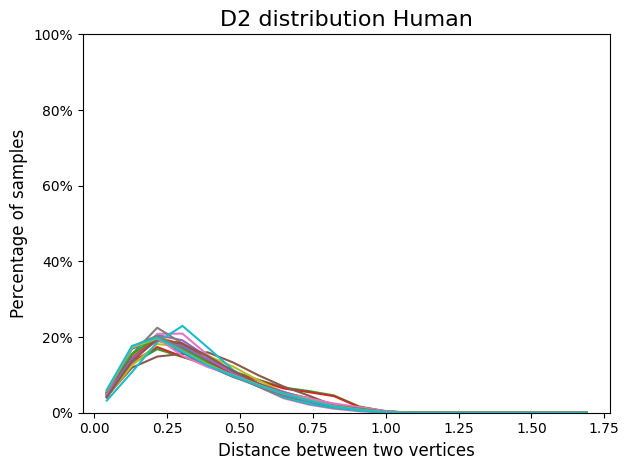 D2 distribution Human
100%
80%
60%
40%
20%
0%
Percentage of samples
0.00 0.25 0.50 0.75 1.00 1.25 1.50 1.75
Distance between two vertices